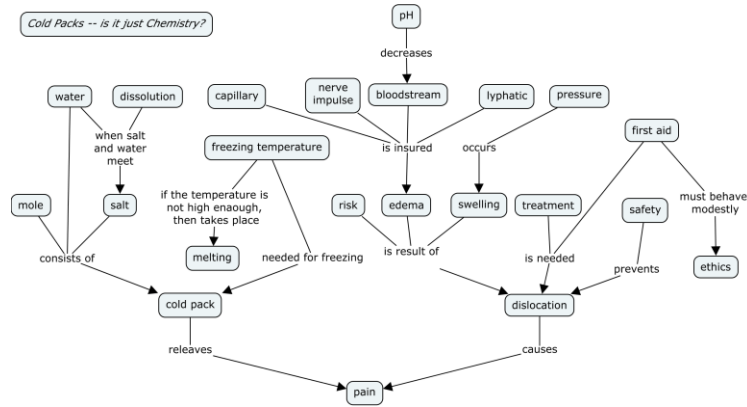 Cold Packs -- is it just Chemistry?
pH
decreases
water
dissolution
capillary
nerve
impulse
bloodstream
lyphatic
pressure
when salt
and water
meet
freezing temperature
is insured
occurs
first aid
if the temperature is
not high enaough,
then takes place
must behave
modestly
mole
salt
risk
edema
swelling
treatment
safety
consists of
melting
needed for freezing
is result of
is needed
prevents
ethics
cold pack
dislocation
releaves
causes
pain